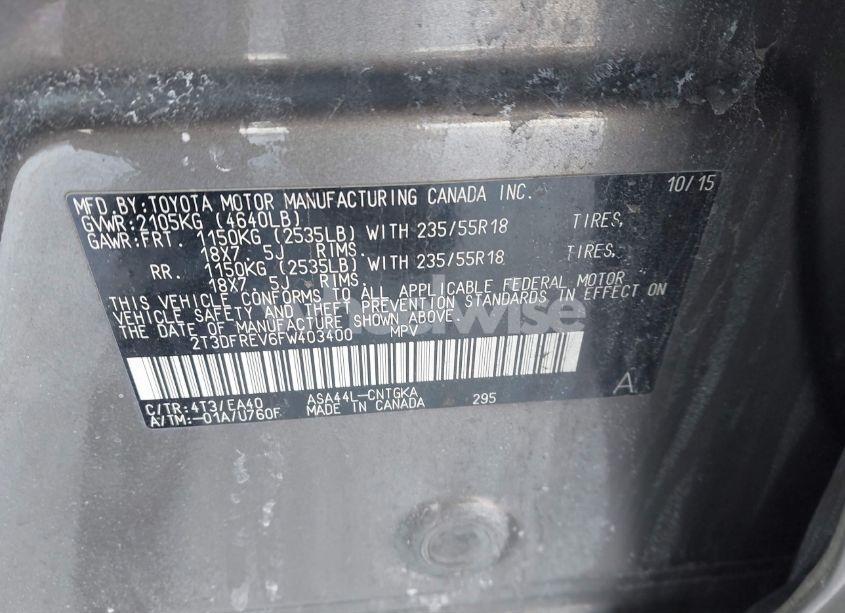 MFD.BY:TOYOTA MOTOR MANUFACTURING CANADA INC. 10/15
GVWR:2105KG (4640LB)
GAWR:FRT. 1150KG (2535LB) WITH 235/55R18 TIRES,
18X7.5J RIMS.
RR. 1150KG (2535LB) WITH 235/55R18 TIRES,
18X7.5J RIMS.
THIS VEHICLE CONFORMS TO ALL APPLICABLE FEDERAL MOTOR
VEHICLE SAFETY AND THEFT PREVENTION STANDARDS IN EFFECT ON
THE DATE OF MANUFACTURE SHOWN ABOVE.
2T3DFREV6FW403400 MPV
C/TR:4T3/EA40 ASA44L-CNTGKA 295 A
A/TM:-01A/U760F MADE IN CANADA